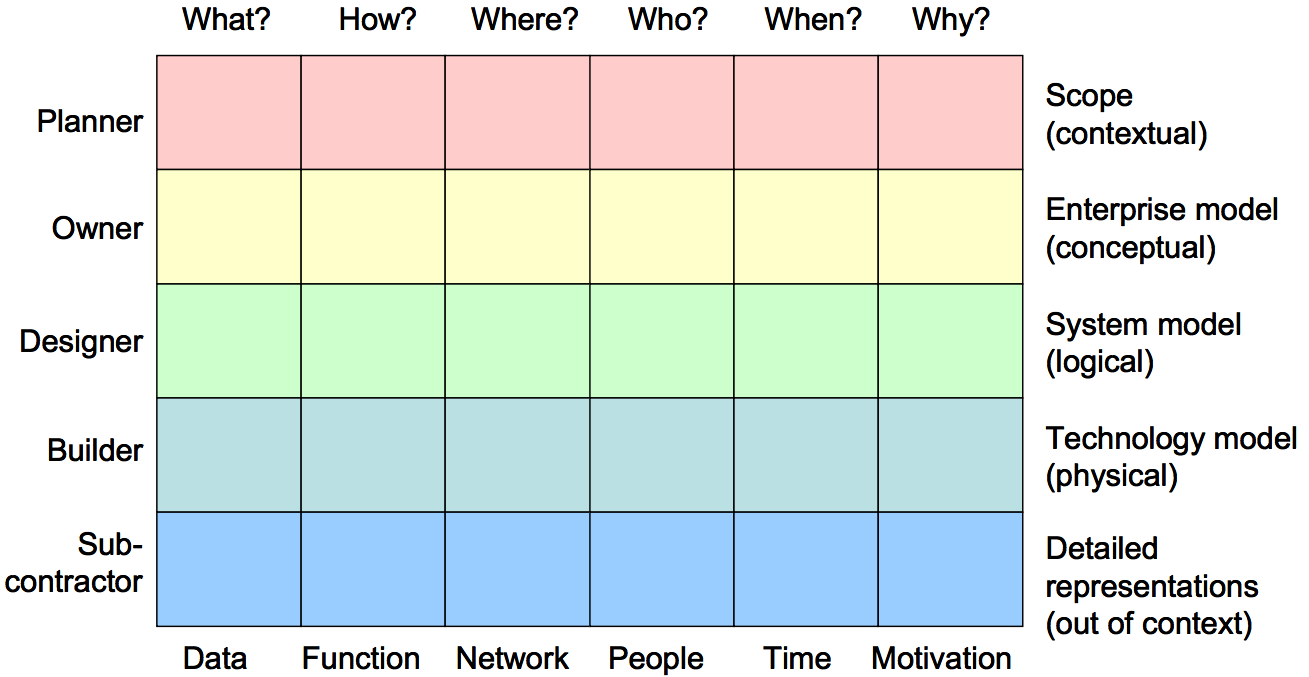 What? How? Where? Who? When? Why?
Planner
Scope
(contextual)
Owner
Enterprise model
(conceptual)
Designer
System model
(logical)
Builder
Technology model
(physical)
Sub-
contractor
Detailed
representations
(out of context)
Data Function Network People Time Motivation